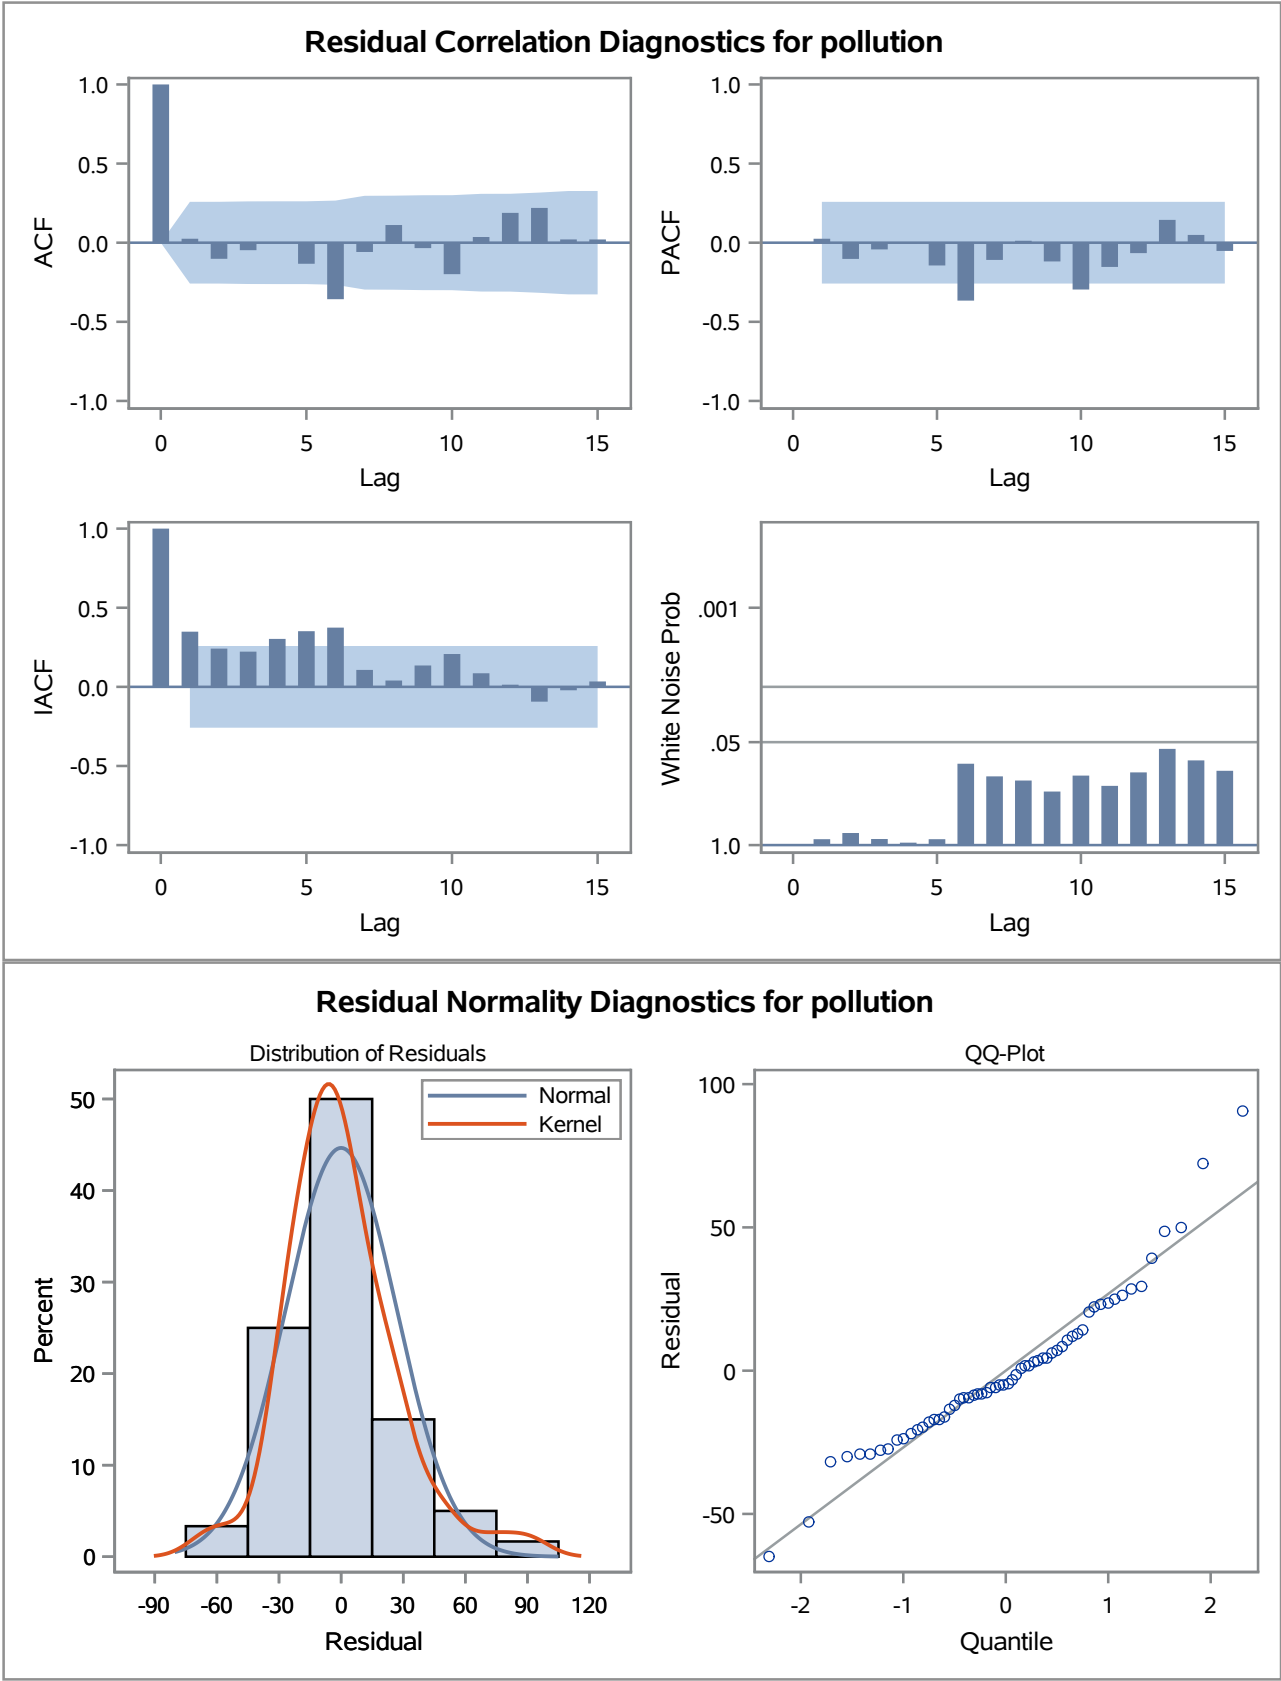 Residual Correlation Diagnostics for pollution
1.0
0.5
0.0
-0.5
-1.0
ACF
0 5 10 15
Lag
1.0
0.5
0.0
-0.5
-1.0
PACF
0 5 10 15
Lag
1.0
0.5
0.0
-0.5
-1.0
IACF
0 5 10 15
Lag
.001
.05
1.0
White Noise Prob
0 5 10 15
Lag
Residual Normality Diagnostics for pollution
Distribution of Residuals
Normal
Kernel
50
40
30
20
10
0
Percent
-90 -60 -30 0 30 60 90 120
Residual
QQ-Plot
100
50
0
-50
Residual
-2 -1 0 1 2
Quantile